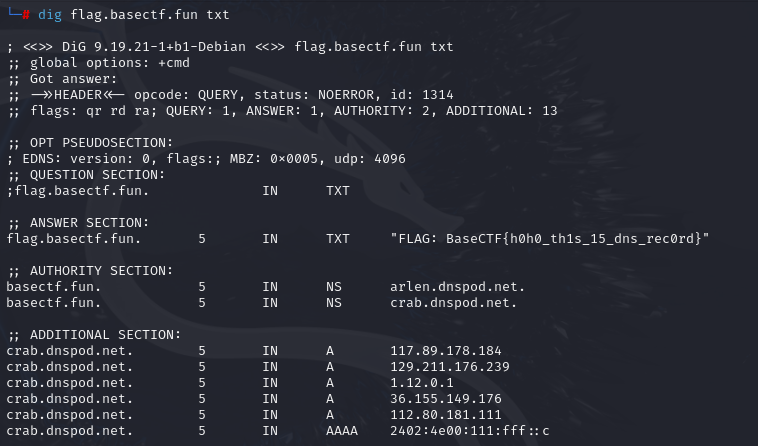 └─# dig flag.basectf.fun txt
; <<>> DiG 9.19.21-1+b1-Debian <<>> flag.basectf.fun txt
;; global options: +cmd
;; Got answer:
;; ->>HEADER<<- opcode: QUERY, status: NOERROR, id: 1314
;; flags: qr rd ra; QUERY: 1, ANSWER: 1, AUTHORITY: 2, ADDITIONAL: 13
;; OPT PSEUDOSECTION:
; EDNS: version: 0, flags:; MBZ: 0x0005, udp: 4096
;; QUESTION SECTION:
;flag.basectf.fun. IN TXT
;; ANSWER SECTION:
flag.basectf.fun. 5 IN TXT "FLAG: BaseCTF{h0h0_th1s_15_dns_rec0rd}"
;; AUTHORITY SECTION:
basectf.fun. 5 IN NS arlen.dnspod.net.
basectf.fun. 5 IN NS crab.dnspod.net.
;; ADDITIONAL SECTION:
crab.dnspod.net. 5 IN A 117.89.178.184
crab.dnspod.net. 5 IN A 129.211.176.239
crab.dnspod.net. 5 IN A 1.12.0.1
crab.dnspod.net. 5 IN A 36.155.149.176
crab.dnspod.net. 5 IN A 112.80.181.111
crab.dnspod.net. 5 IN AAAA 2402:4e00:111:fff::c